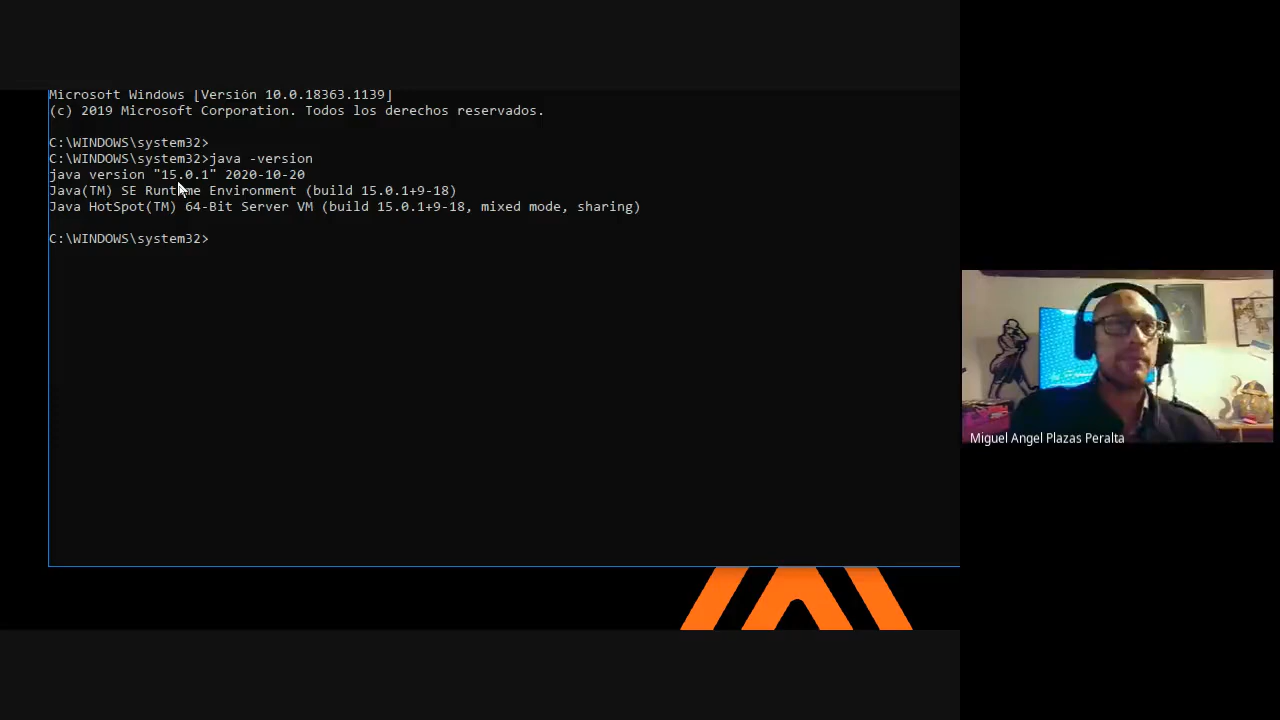 Microsoft Windows [Versión 10.0.18363.1139]
(c) 2019 Microsoft Corporation. Todos los derechos reservados.
C:\WINDOWS\system32>
C:\WINDOWS\system32>java -version
java version "15.0.1" 2020-10-20
Java(TM) SE Runtime Environment (build 15.0.1+9-18)
Java HotSpot(TM) 64-Bit Server VM (build 15.0.1+9-18, mixed mode, sharing)
C:\WINDOWS\system32>
Miguel Angel Plazas Peralta